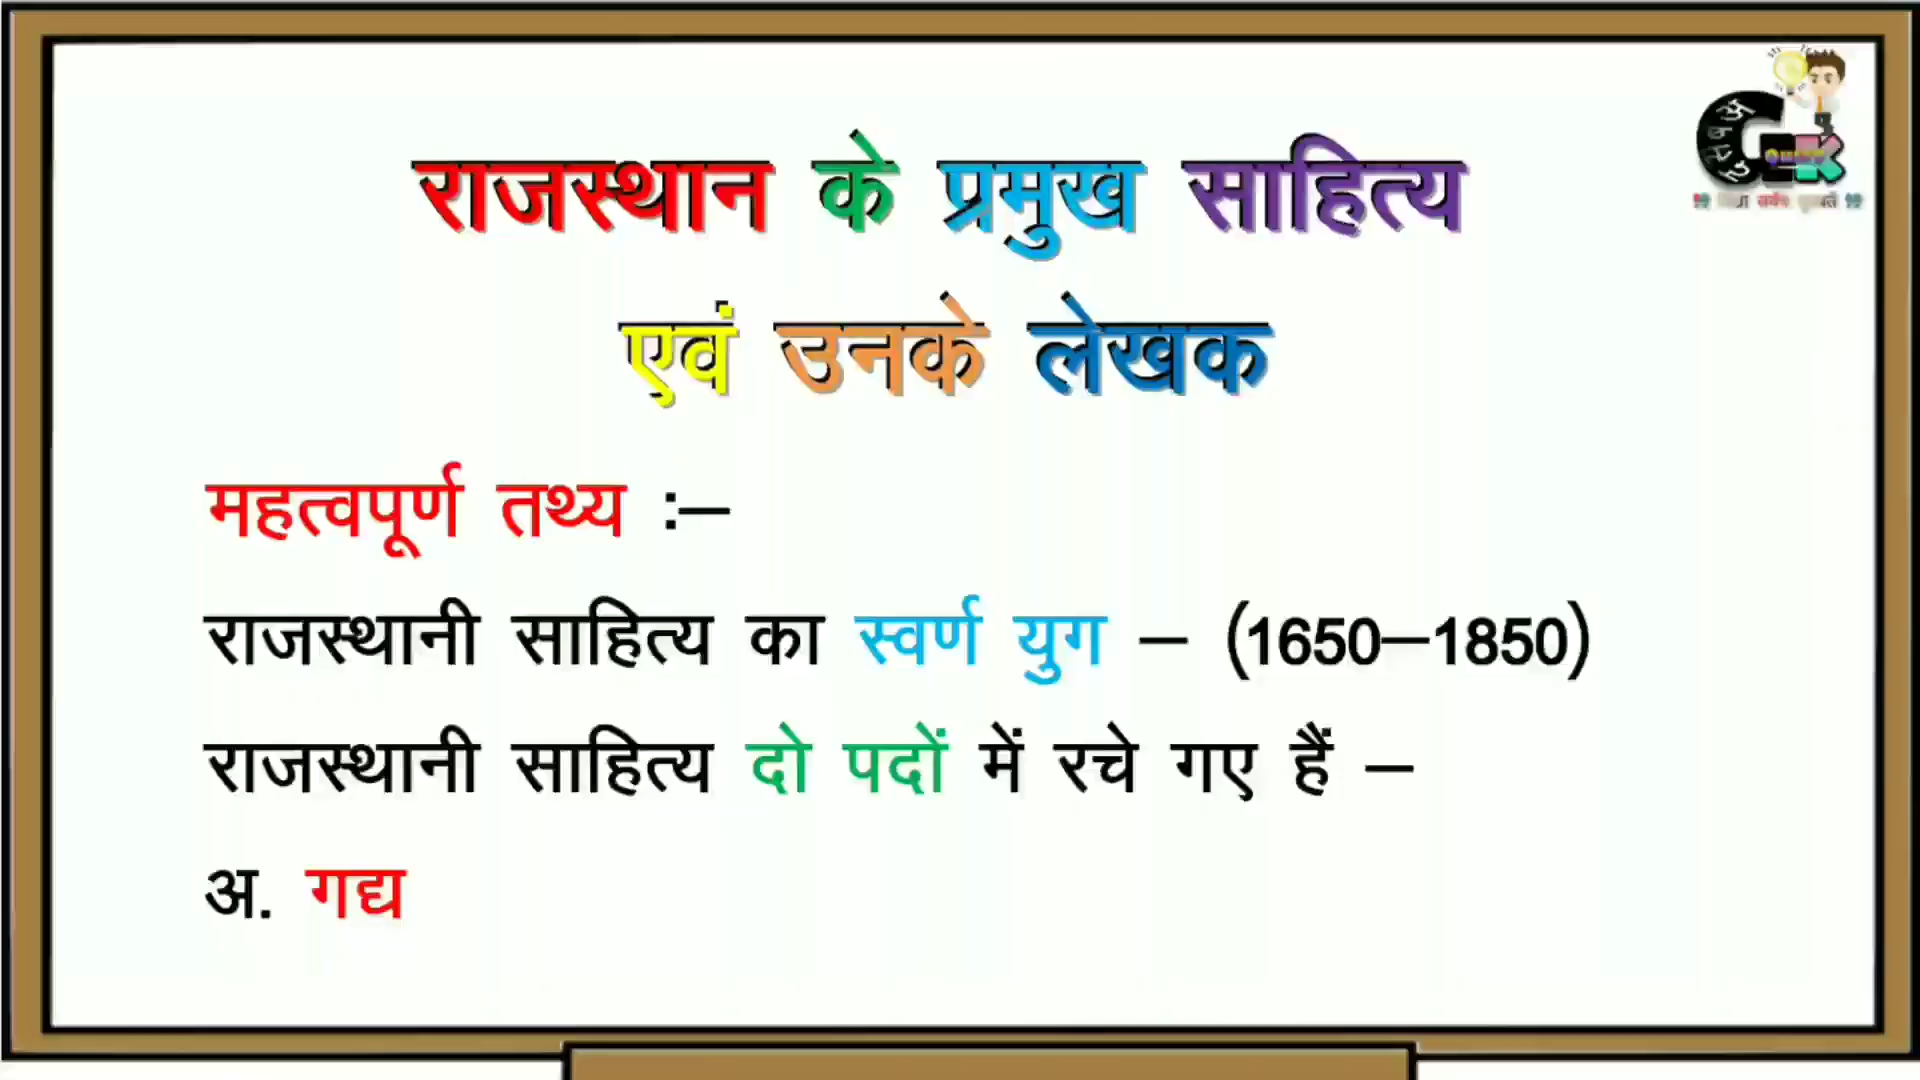 राजस्थान के प्रमुख साहित्य
एवं उनके लेखक
महत्वपूर्ण तथ्य :–
राजस्थानी साहित्य का स्वर्ण युग – (1650–1850)
राजस्थानी साहित्य दो पदों में रचे गए हैं –
अ. गद्य